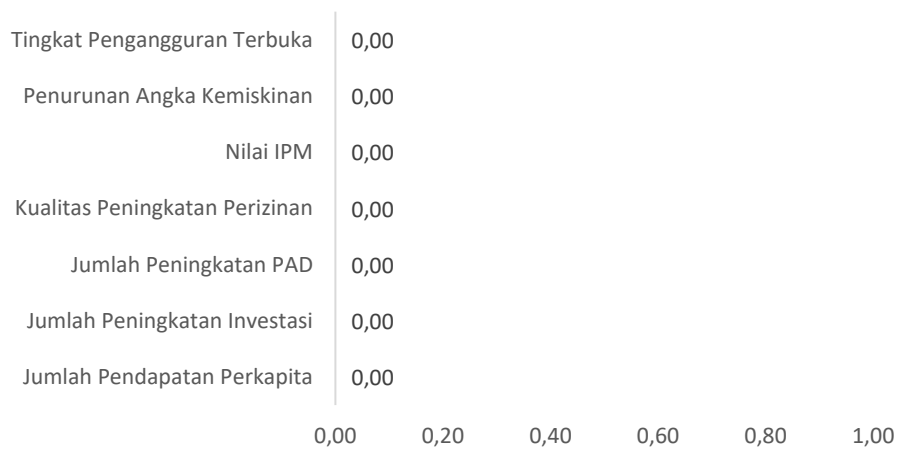 Tingkat Pengangguran Terbuka 0,00
Penurunan Angka Kemiskinan 0,00
Nilai IPM 0,00
Kualitas Peningkatan Perizinan 0,00
Jumlah Peningkatan PAD 0,00
Jumlah Peningkatan Investasi 0,00
Jumlah Pendapatan Perkapita 0,00
0,00 0,20 0,40 0,60 0,80 1,00